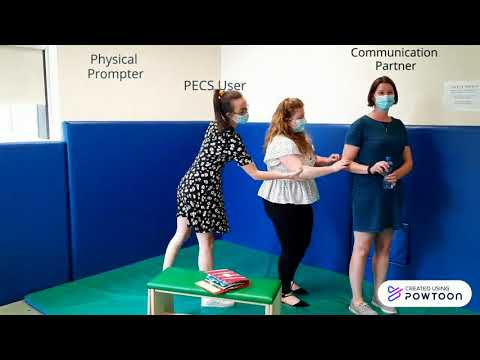 Physical
Prompter
PECS User
Communication
Partner
CREATED USING
POWTOON